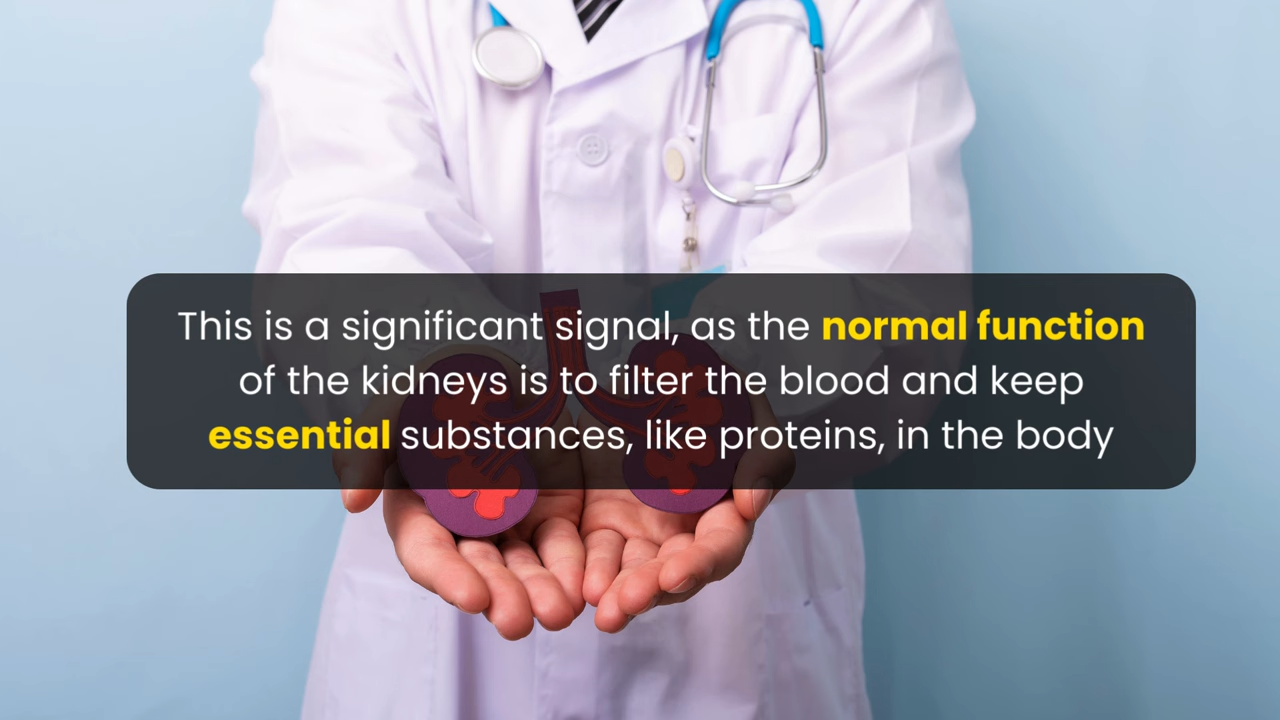 This is a significant signal, as the normal function
of the kidneys is to filter the blood and keep
essential substances, like proteins, in the body